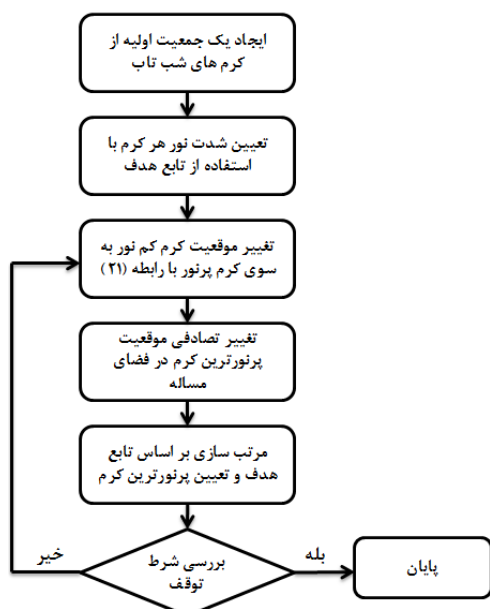 ایجاد یک جمعیت اولیه از
کرم های شب تاب
تعیین شدت نور هر کرم با
استفاده از تابع هدف
تغییر موقعیت کرم کم نور به
سوی کرم پرنور با رابطه (۲۱)
تغییر تصادفی موقعیت
پرنورترین کرم در فضای
مساله
مرتب سازی بر اساس تابع
هدف و تعیین پرنورترین کرم
بررسی شرط
توقف
خیر
بله
پایان